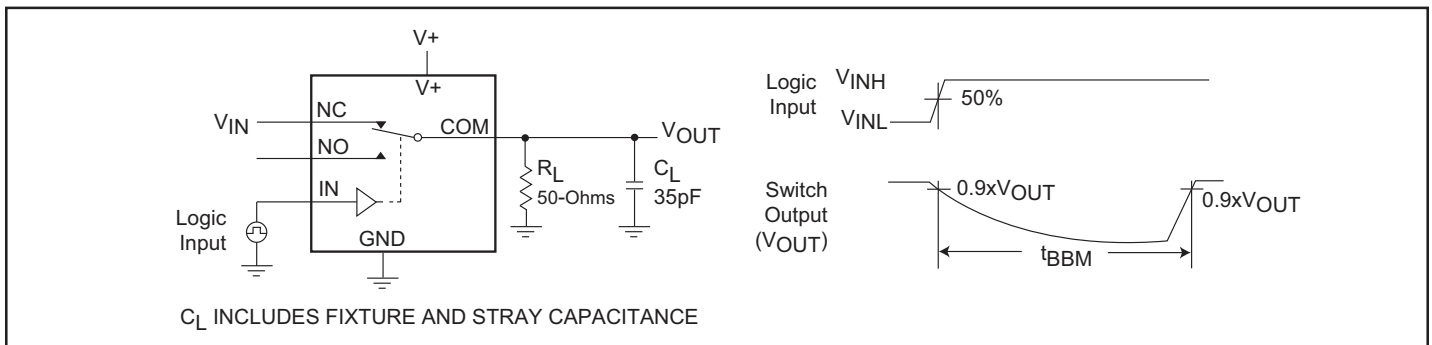 V+
V+
VIN
NC
COM
VOUT
NO
RL
50-Ohms
CL
35pF
IN
Logic
Input
GND
CL INCLUDES FIXTURE AND STRAY CAPACITANCE
Logic
Input
VINH
50%
VINL
Switch
Output
(VOUT)
0.9xVOUT
0.9xVOUT
tBBM